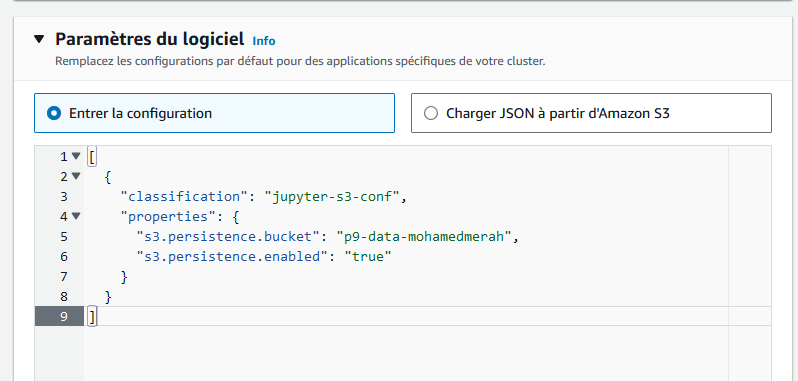 Paramètres du logiciel Info
Remplacez les configurations par défaut pour des applications spécifiques de votre cluster.
Entrer la configuration
Charger JSON à partir d'Amazon S3
1 [
2 {
3 "classification": "jupyter-s3-conf",
4 "properties": {
5 "s3.persistence.bucket": "p9-data-mohamedmerah",
6 "s3.persistence.enabled": "true"
7 }
8 }
9 ]